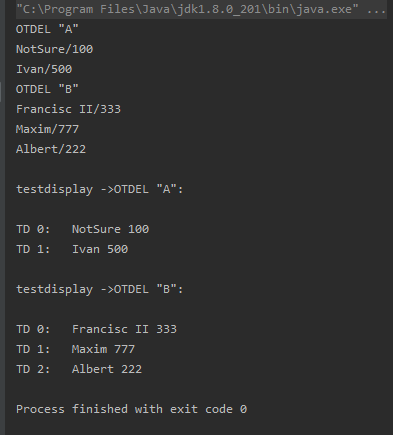 "C:\Program Files\Java\jdk1.8.0_201\bin\java.exe" ...
OTDEL "A"
NotSure/100
Ivan/500
OTDEL "B"
Francisc II/333
Maxim/777
Albert/222
testdisplay ->OTDEL "A":
TD 0:   NotSure 100
TD 1:   Ivan 500
testdisplay ->OTDEL "B":
TD 0:   Francisc II 333
TD 1:   Maxim 777
TD 2:   Albert 222
Process finished with exit code 0